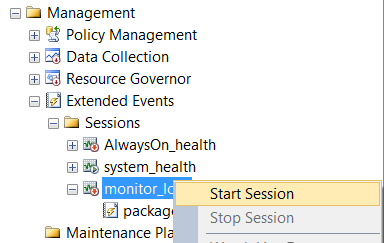 Management
Policy Management
Data Collection
Resource Governor
Extended Events
Sessions
AlwaysOn_health
system_health
monitor_lo
Start Session
package
Stop Session
Maintenance Pla